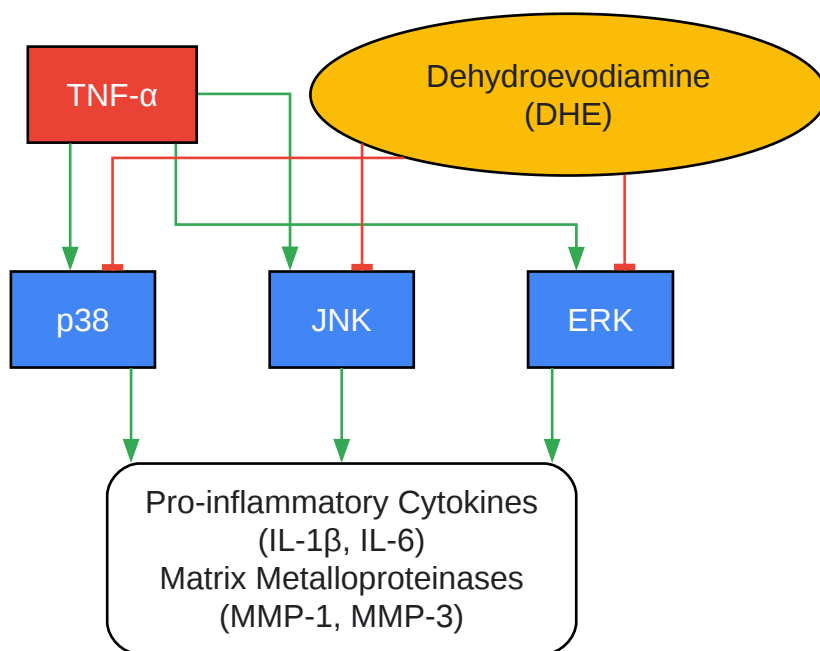 TNF-α
Dehydroevodiamine
(DHE)
p38
JNK
ERK
Pro-inflammatory Cytokines
(IL-1β, IL-6)
Matrix Metalloproteinases
(MMP-1, MMP-3)